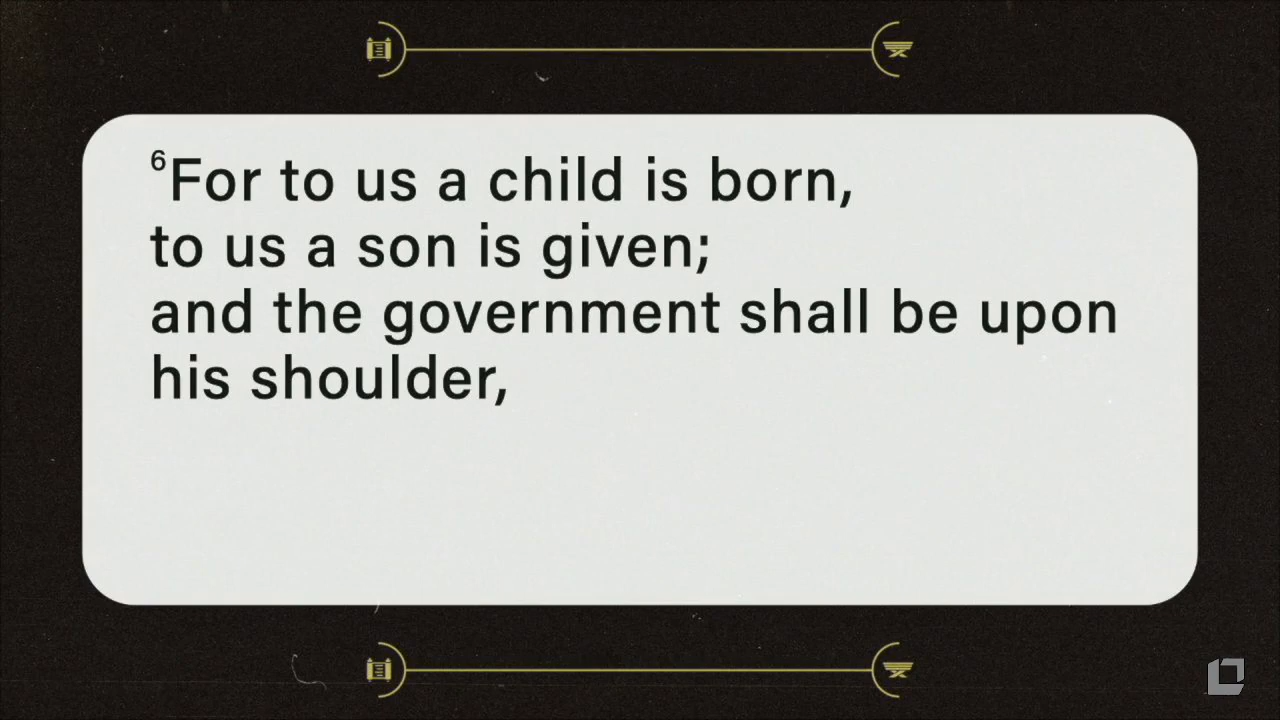 ⁶For to us a child is born,
to us a son is given;
and the government shall be upon
his shoulder,